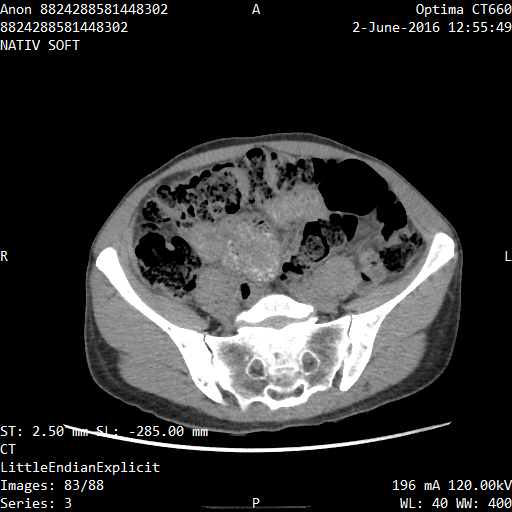 Anon 8824288581448302 A Optima CT660
8824288581448302 2-June-2016 12:55:49
NATIV SOFT
R L
ST: 2.50 mm SL: -285.00 mm
CT
LittleEndianExplicit
Images: 83/88 196 mA 120.00kV
Series: 3 P WL: 40 WW: 400